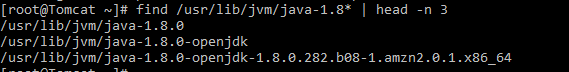 [root@Tomcat ~]# find /usr/lib/jvm/java-1.8* | head -n 3
/usr/lib/jvm/java-1.8.0
/usr/lib/jvm/java-1.8.0-openjdk
/usr/lib/jvm/java-1.8.0-openjdk-1.8.0.282.b08-1.amzn2.0.1.x86_64
[root@Tomcat ~]#